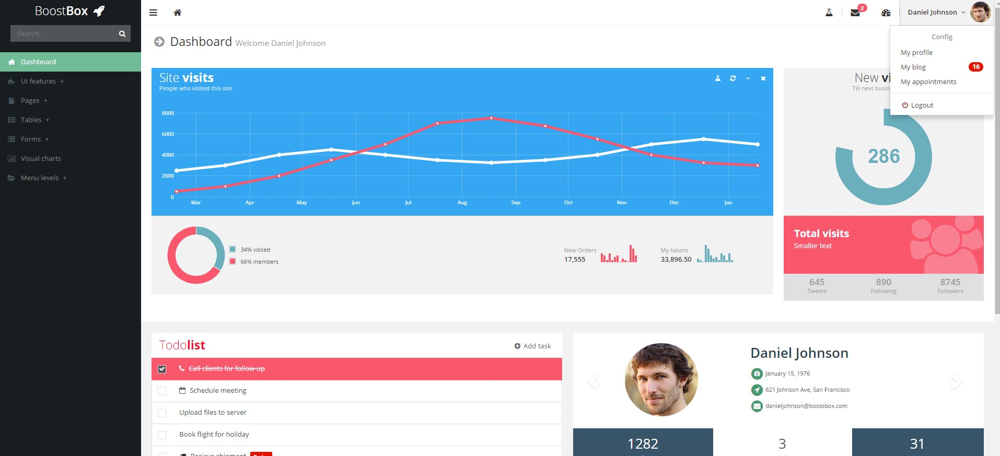 BoostBox
Search...
Dashboard
UI features +
Pages +
Tables +
Forms +
Visual charts
Menu levels +
2
Daniel Johnson
Config
My profile
My blog 16
My appointments
Logout
Dashboard Welcome Daniel Johnson
Site visits
People who visited this site
8000
6000
4000
2000
0
Mar Apr May Jun Jul Aug Sep Oct Nov Dec Jan
34% visited
66% members
New Orders
17,555
My balans
33,896.50
New
Till next
286
Total visits
Smaller text
645 890 8745
Tweets Following Followers
Todolist
Add task
Call clients for follow-up
Schedule meeting
Upload files to server
Book flight for holiday
Recieve shipment
Daniel Johnson
January 15, 1976
621 Johnson Ave, San Francisco
danieljohnson@boostbox.com
1282 3 31